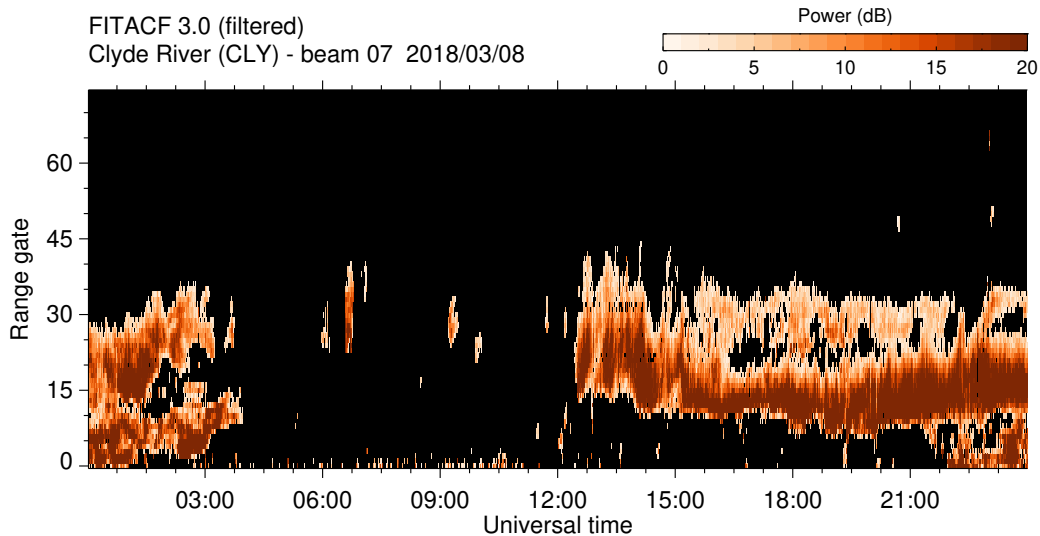 FITACF 3.0 (filtered)
Clyde River (CLY) - beam 07  2018/03/08
Power (dB)
0 5 10 15 20
Range gate
60
45
30
15
0
03:00 06:00 09:00 12:00 15:00 18:00 21:00
Universal time